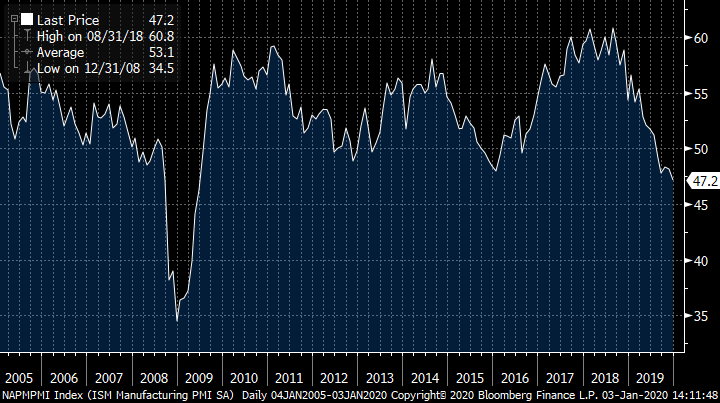 Last Price 47.2
High on 08/31/18 60.8
Average 53.1
Low on 12/31/08 34.5
60
55
50
47.2
45
40
35
2005 2006 2007 2008 2009 2010 2011 2012 2013 2014 2015 2016 2017 2018 2019
NAPMPMI Index (ISM Manufacturing PMI SA) Daily 04JAN2005-03JAN2020 Copyright© 2020 Bloomberg Finance L.P. 03-Jan-2020 14:11:48